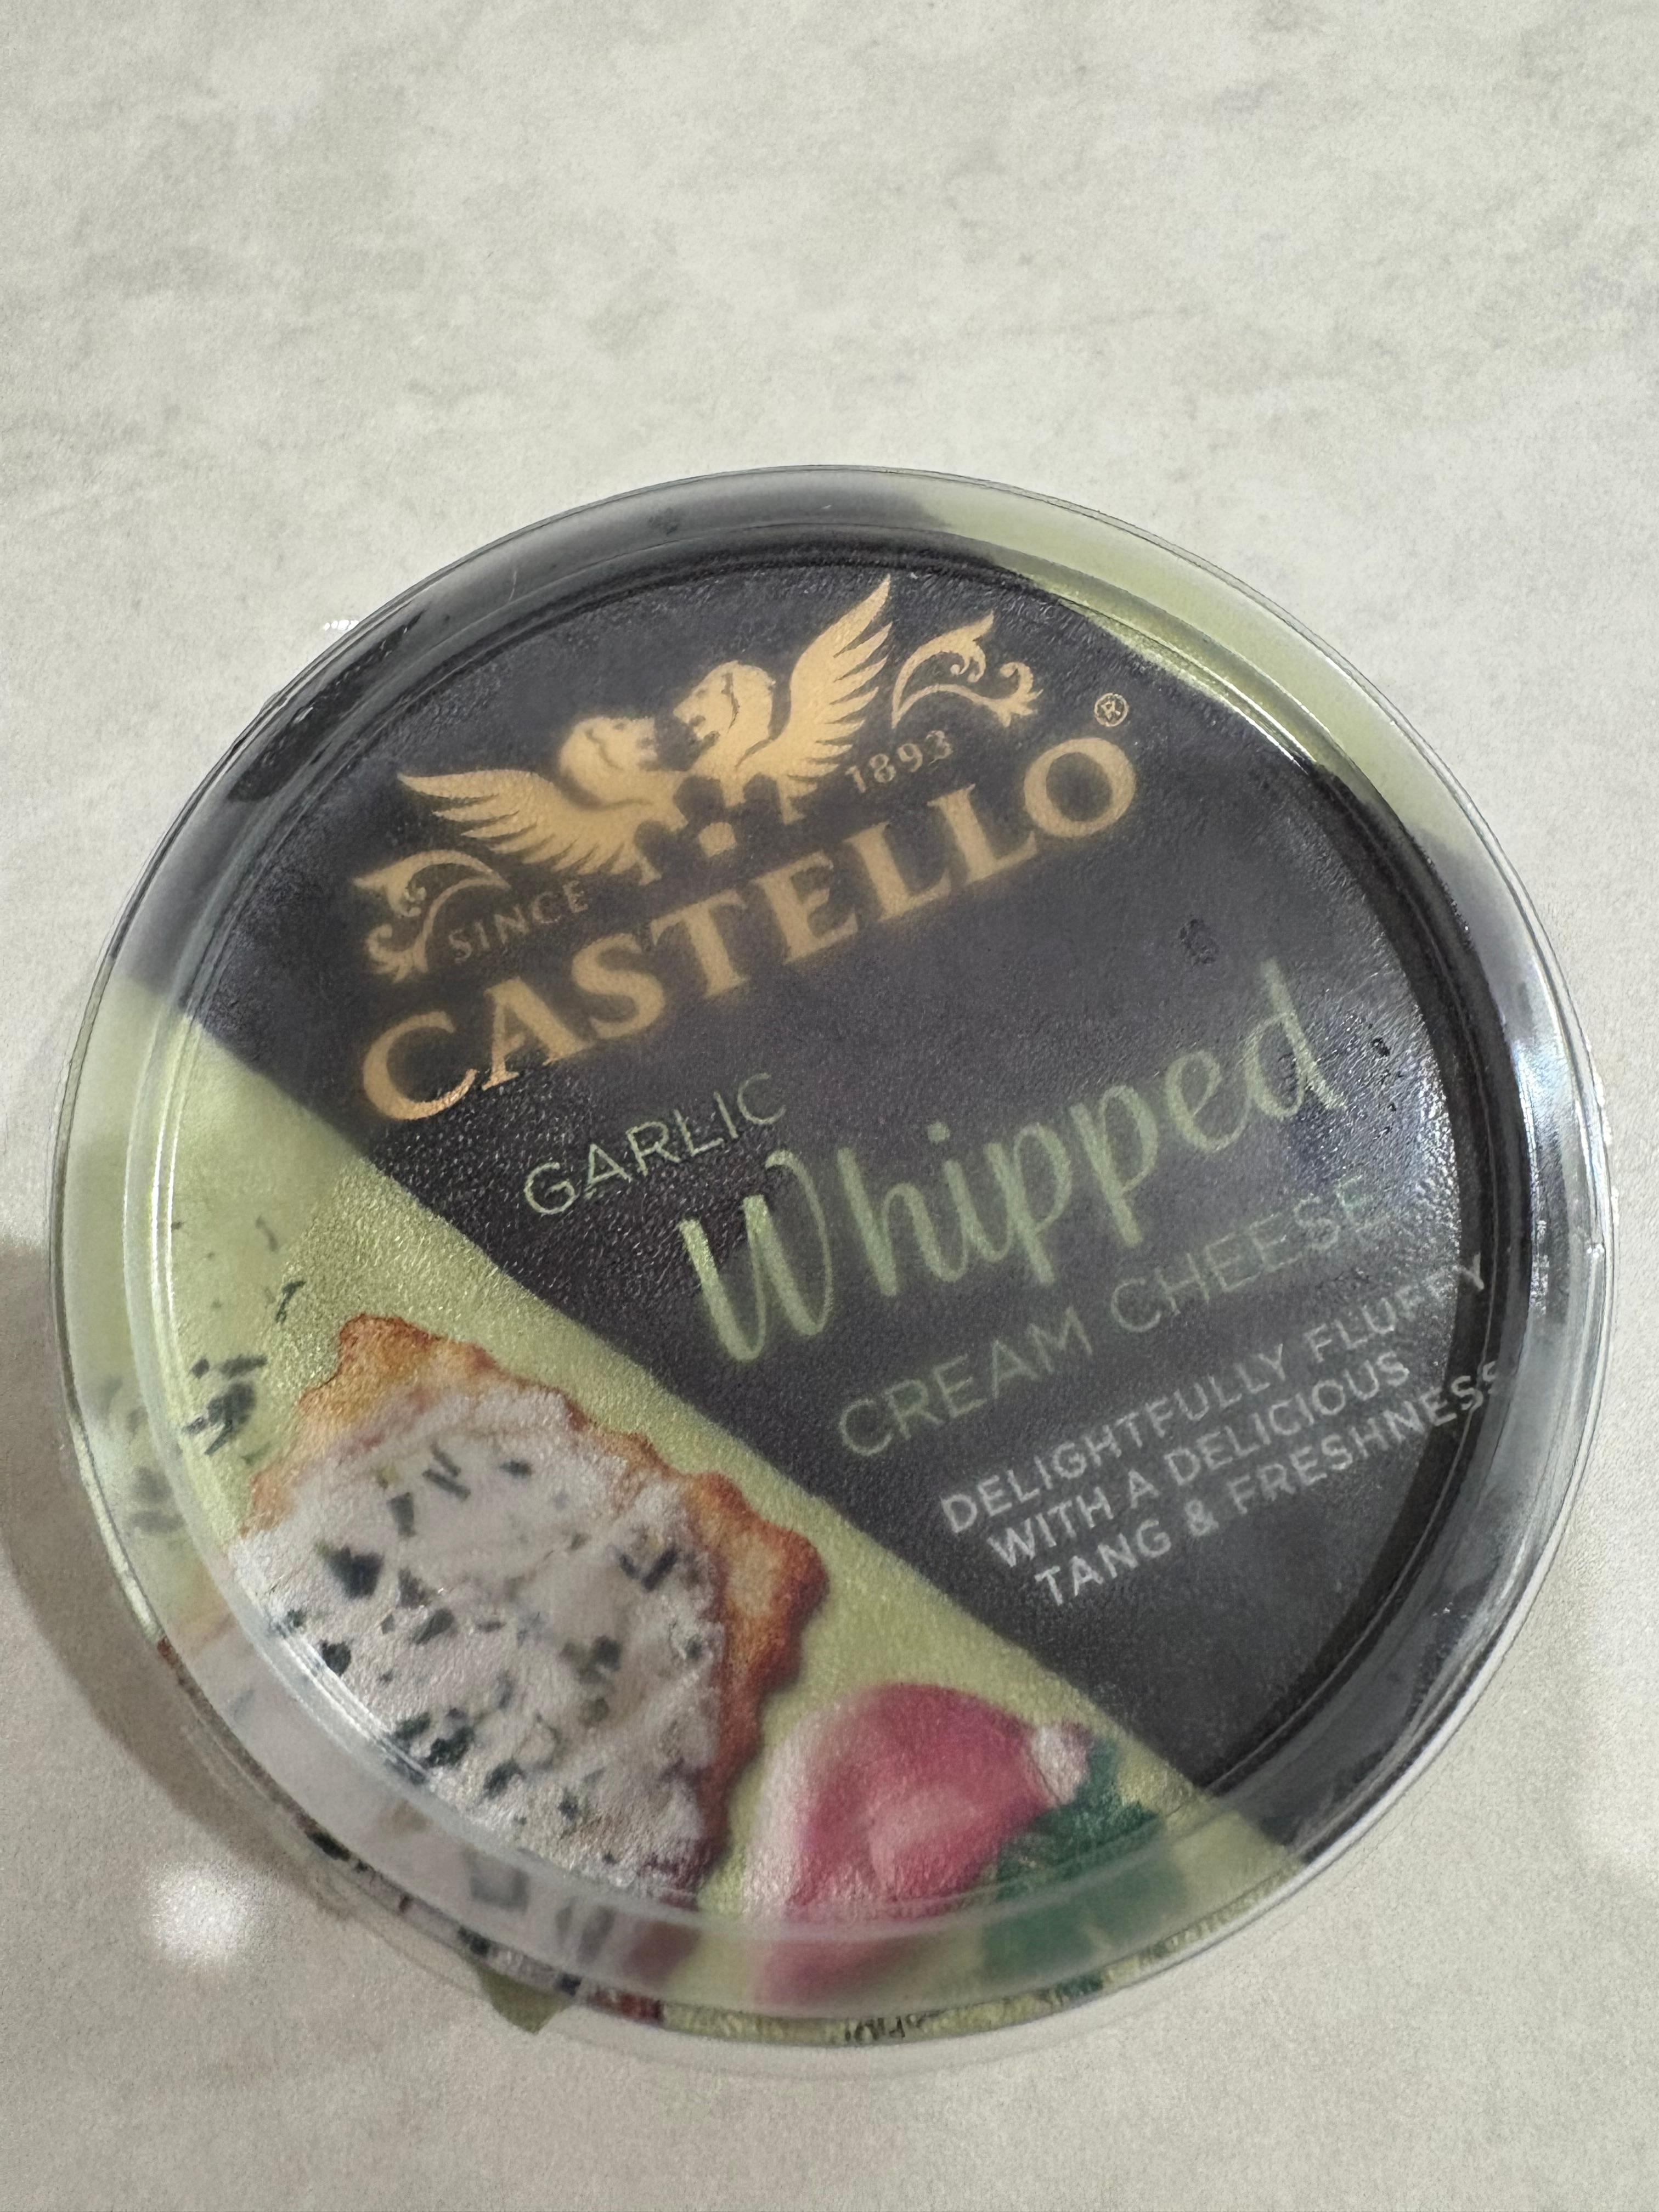 SINCE 1893
CASTELLO®
GARLIC
Whipped
CREAM CHEESE
DELIGHTFULLY FLUFFY
WITH A DELICIOUS
TANG & FRESHNESS